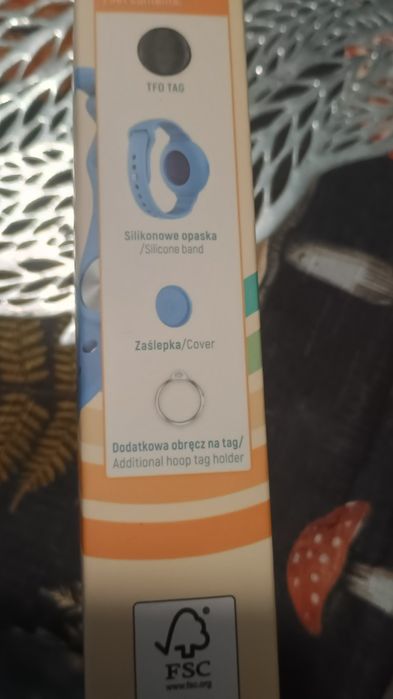 TFO TAG
Silikonowe opaska
/Silicone band
Zaślepka/Cover
Dodatkowa obręcz na tag/
Additional hoop tag holder
FSC
www.fsc.org